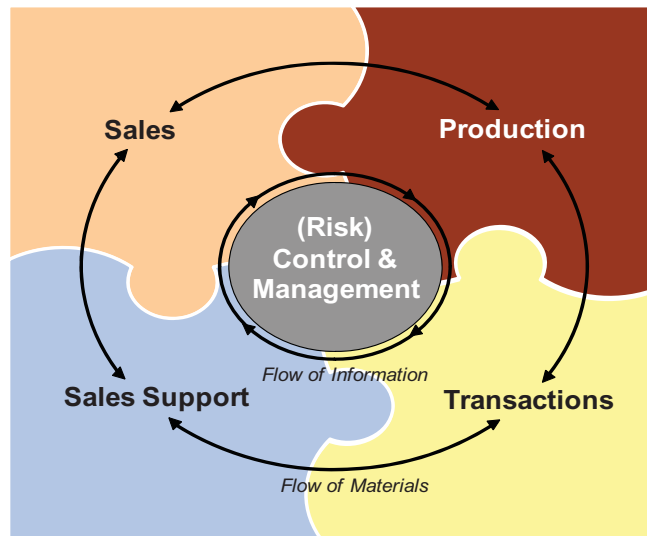 Sales
Production
(Risk)
Control &
Management
Flow of Information
Sales Support
Transactions
Flow of Materials